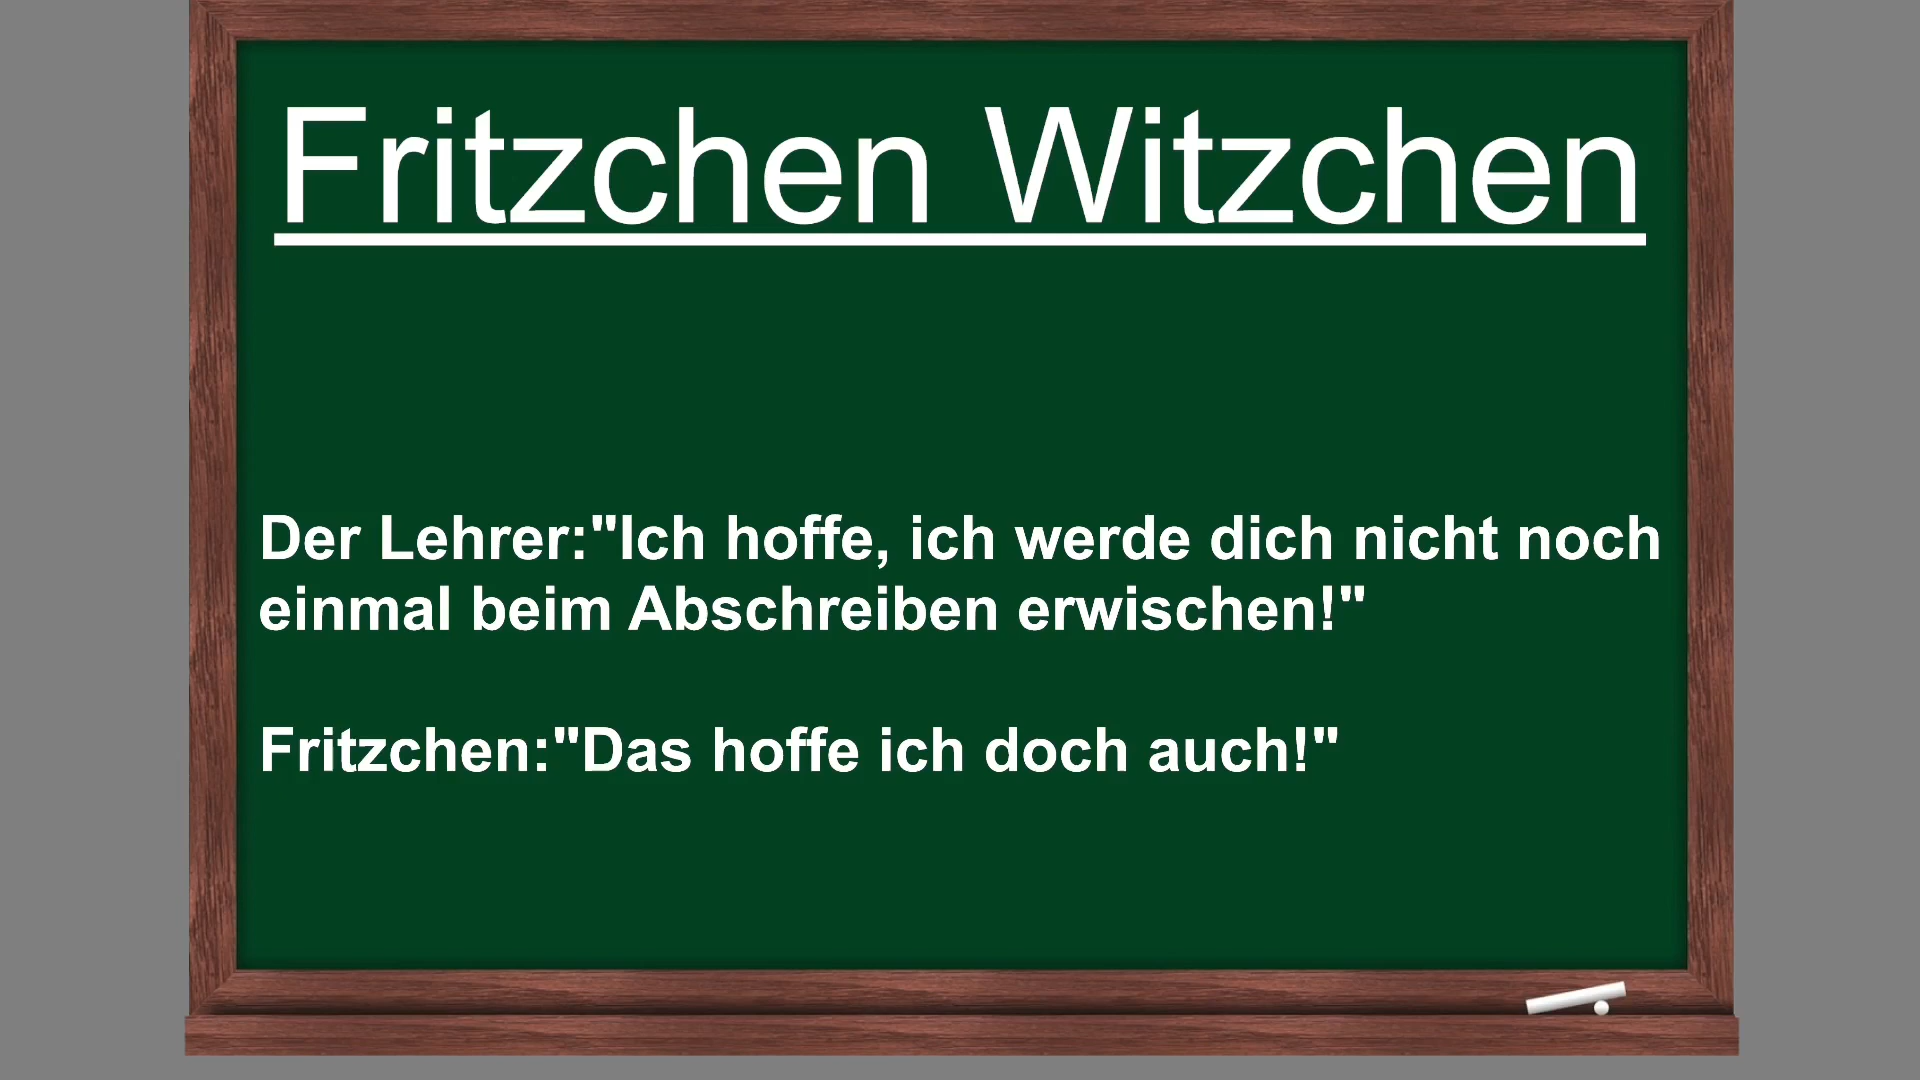 Fritzchen Witzchen
Der Lehrer:"Ich hoffe, ich werde dich nicht noch
einmal beim Abschreiben erwischen!"
Fritzchen:"Das hoffe ich doch auch!"